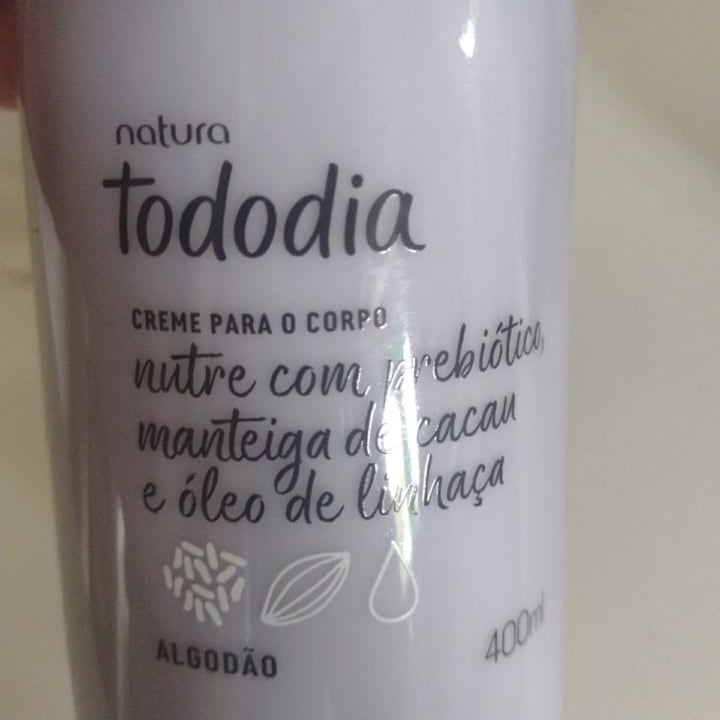 natura
tododia
CREME PARA O CORPO
nutre com prebiótico,
manteiga de cacau
e óleo de linhaça
ALGODÃO
400ml